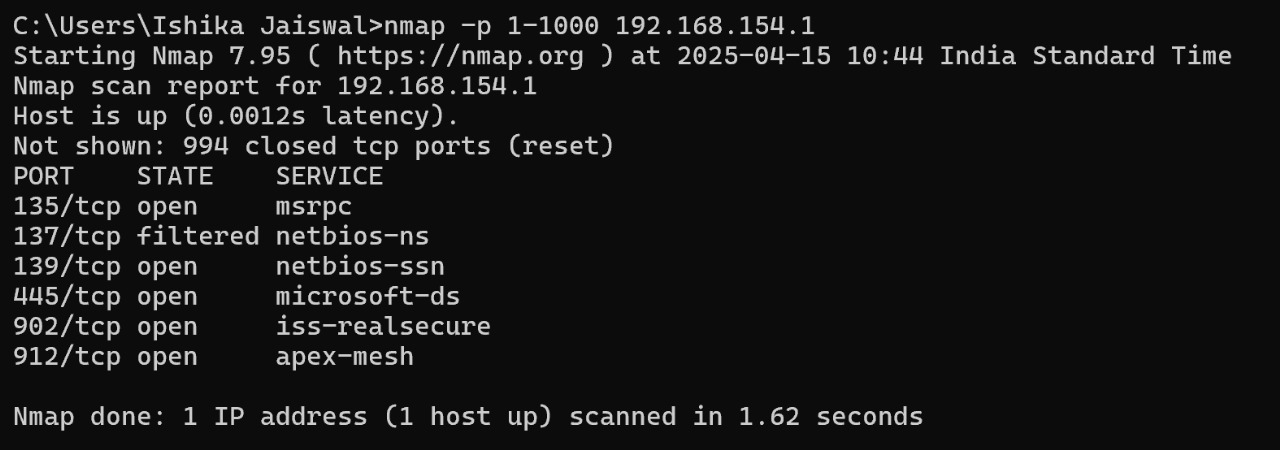 C:\Users\Ishika Jaiswal>nmap -p 1-1000 192.168.154.1
Starting Nmap 7.95 ( https://nmap.org ) at 2025-04-15 10:44 India Standard Time
Nmap scan report for 192.168.154.1
Host is up (0.0012s latency).
Not shown: 994 closed tcp ports (reset)
PORT    STATE    SERVICE
135/tcp open     msrpc
137/tcp filtered netbios-ns
139/tcp open     netbios-ssn
445/tcp open     microsoft-ds
902/tcp open     iss-realsecure
912/tcp open     apex-mesh
Nmap done: 1 IP address (1 host up) scanned in 1.62 seconds